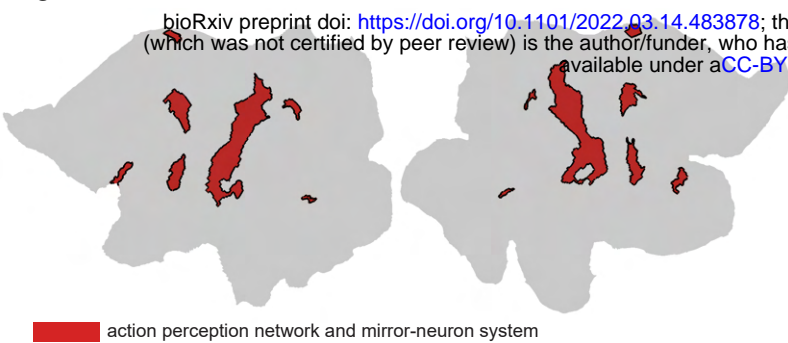 bioRxiv preprint doi: https://doi.org/10.1101/2022.03.14.483878; th
(which was not certified by peer review) is the author/funder, who ha
available under aCC-BY
action perception network and mirror-neuron system